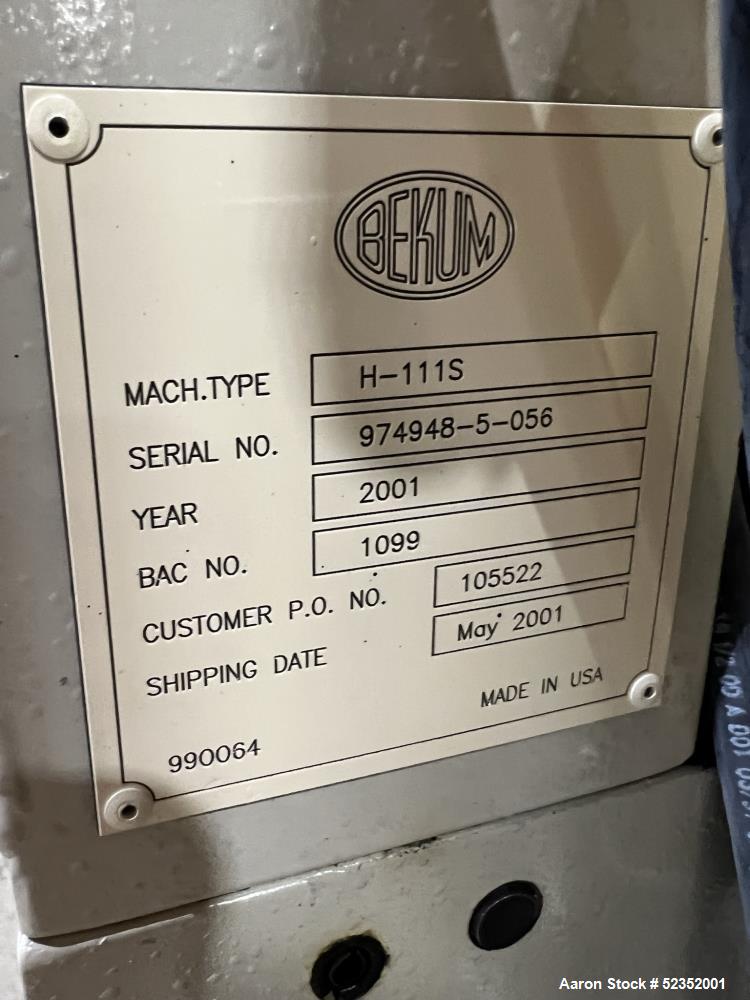 BEKUM
MACH.TYPE H-111S
SERIAL NO. 974948-5-056
YEAR 2001
BAC NO. 1099
CUSTOMER P.O. NO. 105522
SHIPPING DATE May 2001
MADE IN USA
990064
Aaron Stock # 52352001